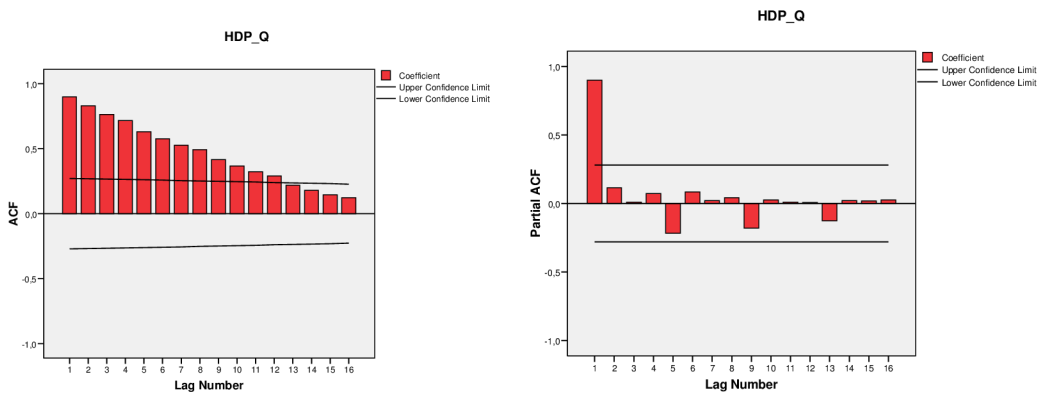 HDP_Q
Coefficient
Upper Confidence Limit
Lower Confidence Limit
1,0
0,5
0,0
-0,5
-1,0
ACF
1 2 3 4 5 6 7 8 9 10 11 12 13 14 15 16
Lag Number
HDP_Q
Coefficient
Upper Confidence Limit
Lower Confidence Limit
1,0
0,5
0,0
-0,5
-1,0
Partial ACF
1 2 3 4 5 6 7 8 9 10 11 12 13 14 15 16
Lag Number